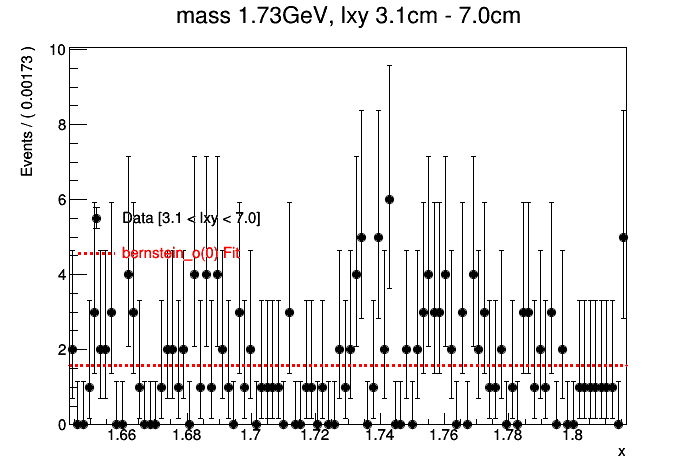 mass 1.73GeV, lxy 3.1cm - 7.0cm
Events / ( 0.00173 )
10
8
6
4
2
0
Data [3.1 < lxy < 7.0]
bernstein_o(0) Fit
1.66 1.68 1.7 1.72 1.74 1.76 1.78 1.8
x